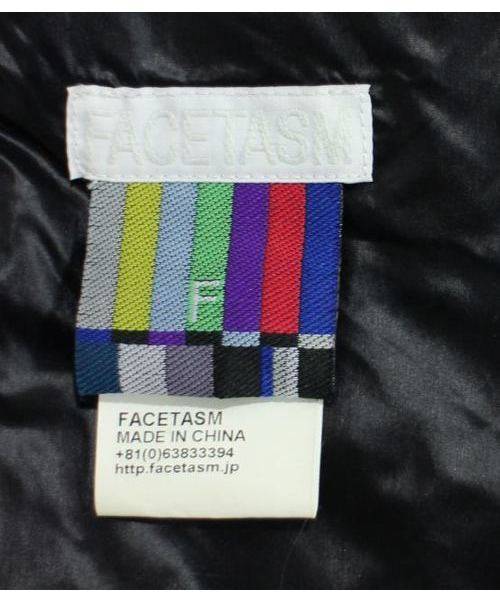 FACETASM
F
FACETASM
MADE IN CHINA
+81(0)63833394
http.facetasm.jp